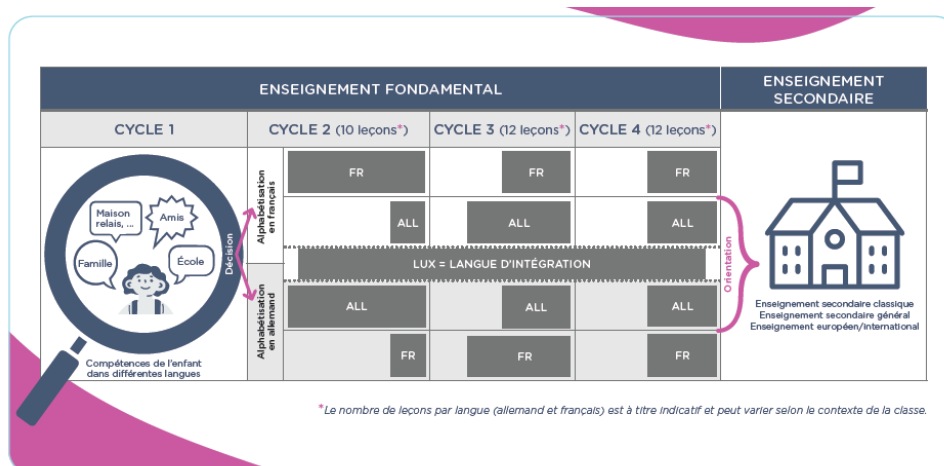 ENSEIGNEMENT FONDAMENTAL
ENSEIGNEMENT
SECONDAIRE
CYCLE 1
CYCLE 2 (10 leçons*)
CYCLE 3 (12 leçons*)
CYCLE 4 (12 leçons*)
Maison
relais, ...
Amis
Famille
École
Compétences de l'enfant
dans différentes langues
Décision
Alphabétisation
en français
FR
FR
FR
ALL
ALL
ALL
LUX = LANGUE D'INTÉGRATION
Alphabétisation
en allemand
ALL
ALL
ALL
FR
FR
FR
Orientation
Enseignement secondaire classique
Enseignement secondaire général
Enseignement européen/international
*Le nombre de leçons par langue (allemand et français) est à titre indicatif et peut varier selon le contexte de la classe.